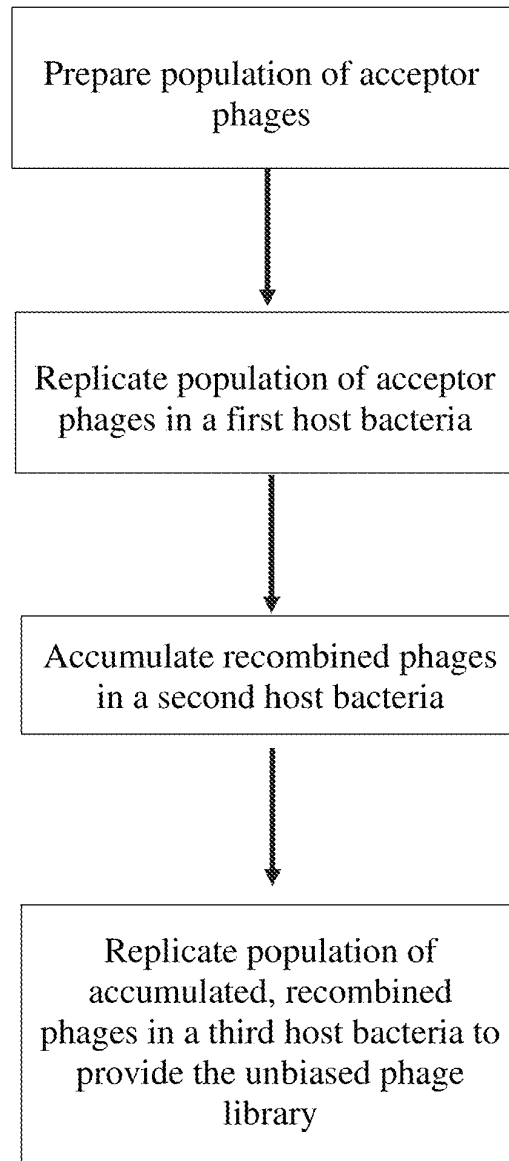 Prepare population of acceptor
phages
Replicate population of acceptor
phages in a first host bacteria
Accumulate recombined phages
in a second host bacteria
Replicate population of
accumulated, recombined
phages in a third host bacteria to
provide the unbiased phage
library